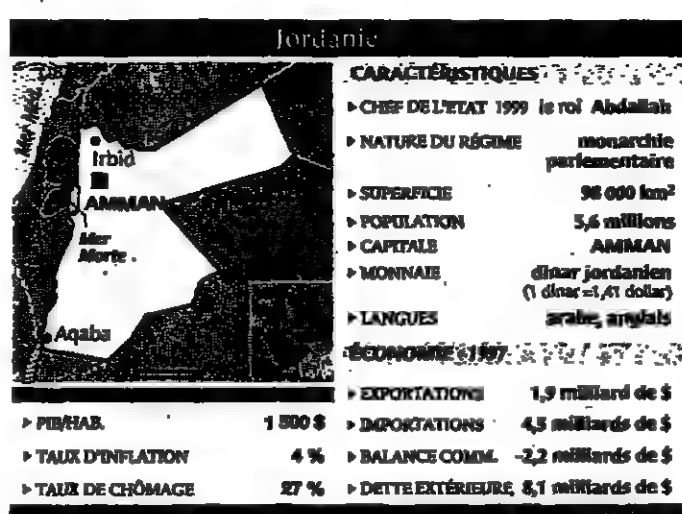 Jordanie
Mer Médit.
Irbid
AMMAN
Mer
Morte
Aqaba
CARACTÉRISTIQUES
▸ CHEF DE L'ETAT 1999 le roi Abdallah
▸ NATURE DU RÉGIME monarchie
parlementaire
▸ SUPERFICIE 98 000 km²
▸ POPULATION 5,6 millions
▸ CAPITALE AMMAN
▸ MONNAIE dinar jordanien
(1 dinar =1,41 dollar)
▸ LANGUES arabe, anglais
ÉCONOMIE - 1997
▸ PIB/HAB. 1 500 $
▸ TAUX D'INFLATION 4 %
▸ TAUX DE CHÔMAGE 27 %
▸ EXPORTATIONS 1,9 milliard de $
▸ IMPORTATIONS 4,5 milliards de $
▸ BALANCE COMM. -2,2 milliards de $
▸ DETTE EXTÉRIEURE 8,1 milliards de $